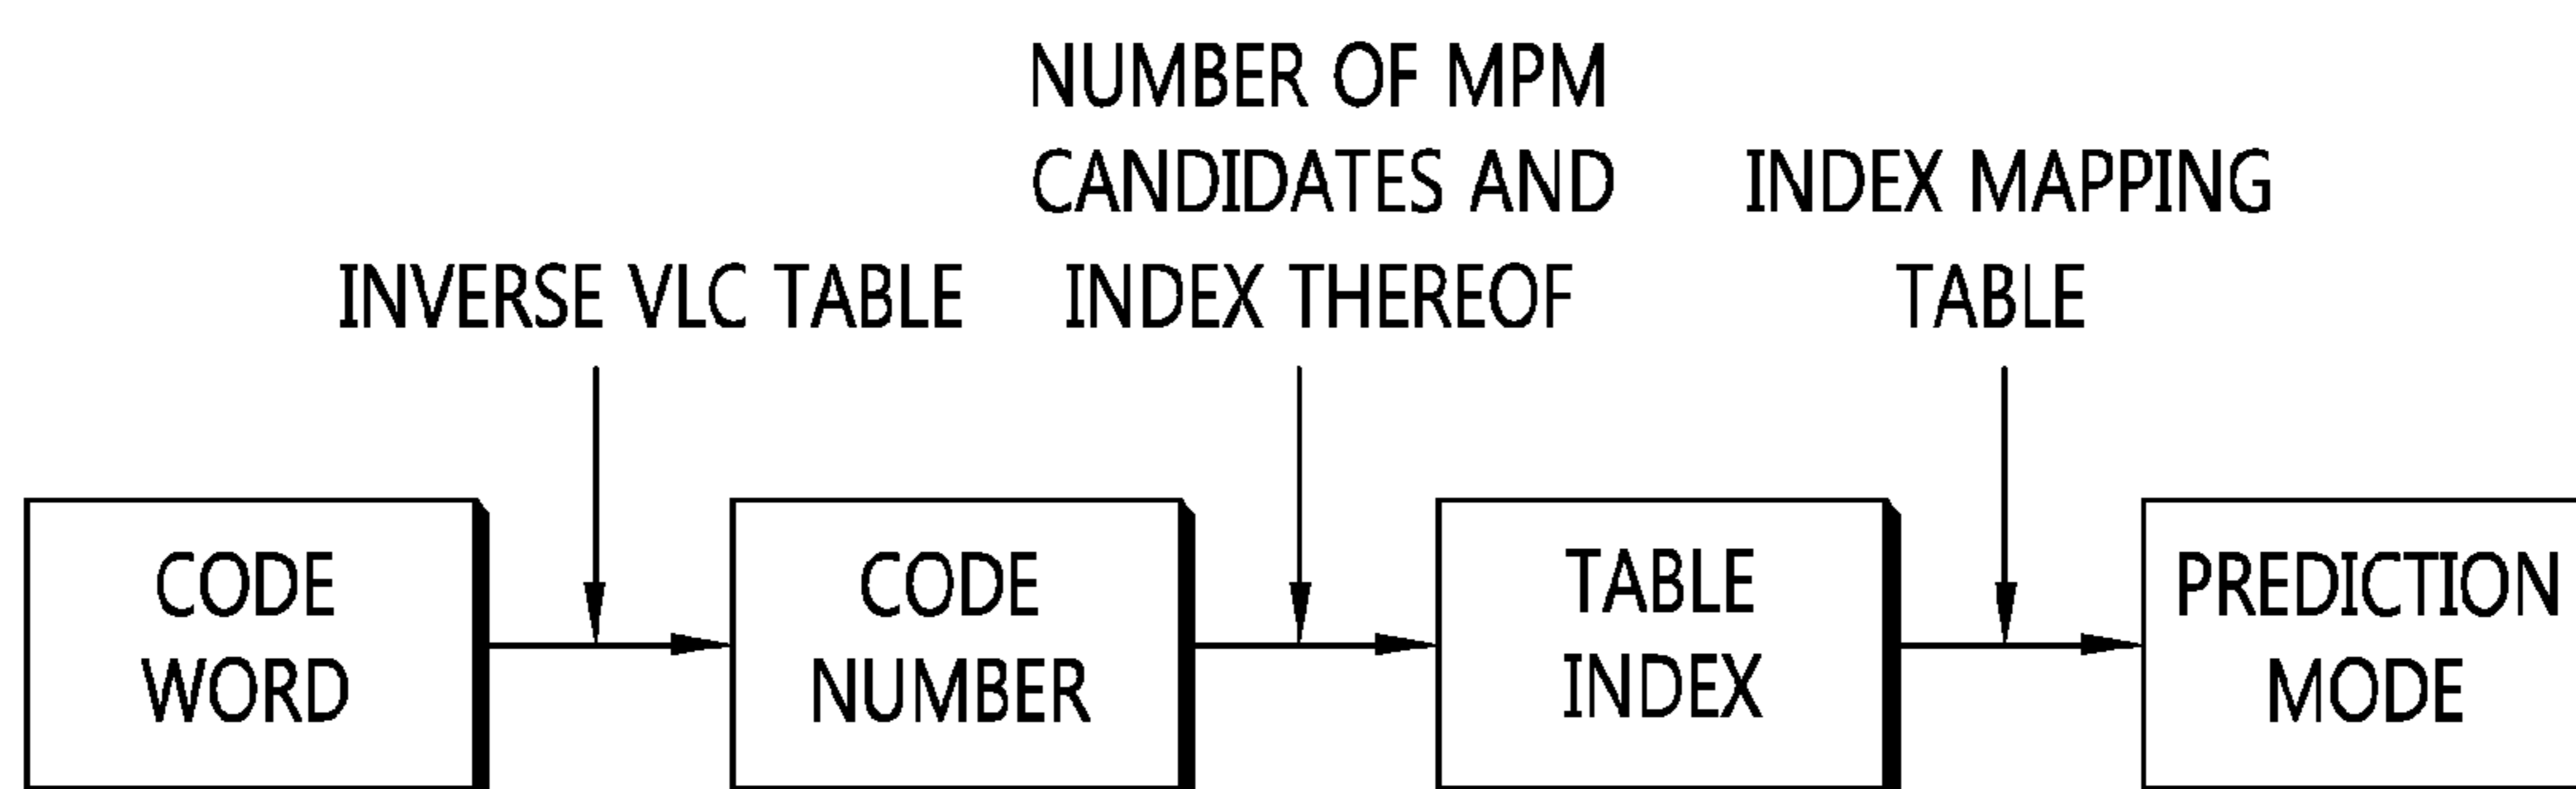 NUMBER OF MPM
CANDIDATES AND
INDEX THEREOF
INDEX MAPPING
TABLE
INVERSE VLC TABLE
CODE
WORD
CODE
NUMBER
TABLE
INDEX
PREDICTION
MODE